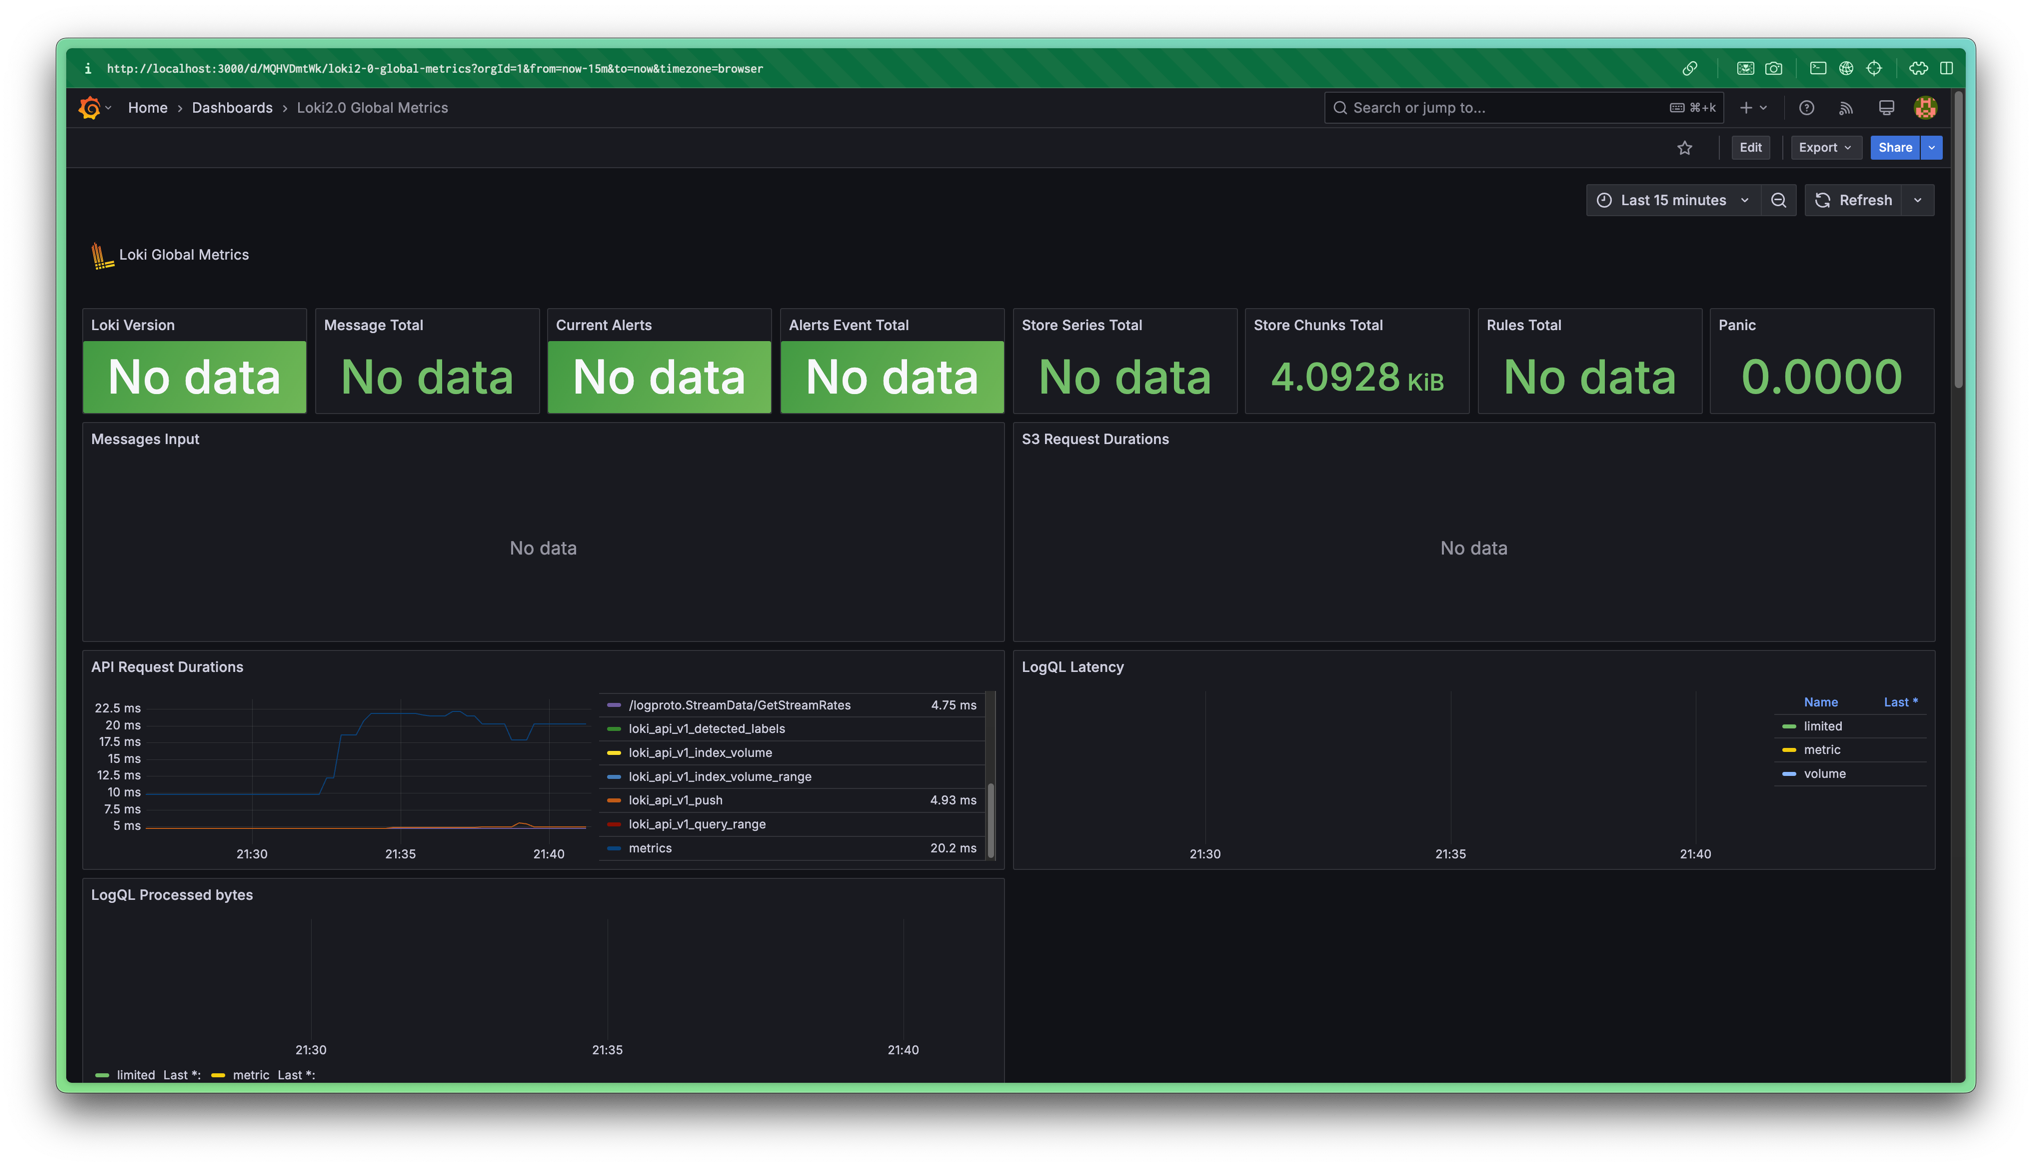 http://localhost:3000/d/MQHVDmtWk/loki2-0-global-metrics?orgId=1&from=now-15m&to=now&timezone=browser
Home › Dashboards › Loki2.0 Global Metrics
Search or jump to... ⌘+k
Edit Export Share
Last 15 minutes Refresh
Loki Global Metrics
Loki Version
No data
Message Total
No data
Current Alerts
No data
Alerts Event Total
No data
Store Series Total
No data
Store Chunks Total
4.0928 KiB
Rules Total
No data
Panic
0.0000
Messages Input
No data
S3 Request Durations
No data
API Request Durations
22.5 ms
20 ms
17.5 ms
15 ms
12.5 ms
10 ms
7.5 ms
5 ms
21:30 21:35 21:40
/logproto.StreamData/GetStreamRates 4.75 ms
loki_api_v1_detected_labels
loki_api_v1_index_volume
loki_api_v1_index_volume_range
loki_api_v1_push 4.93 ms
loki_api_v1_query_range
metrics 20.2 ms
LogQL Latency
21:30 21:35 21:40
Name Last *
limited
metric
volume
LogQL Processed bytes
21:30 21:35 21:40
limited Last *: metric Last *: